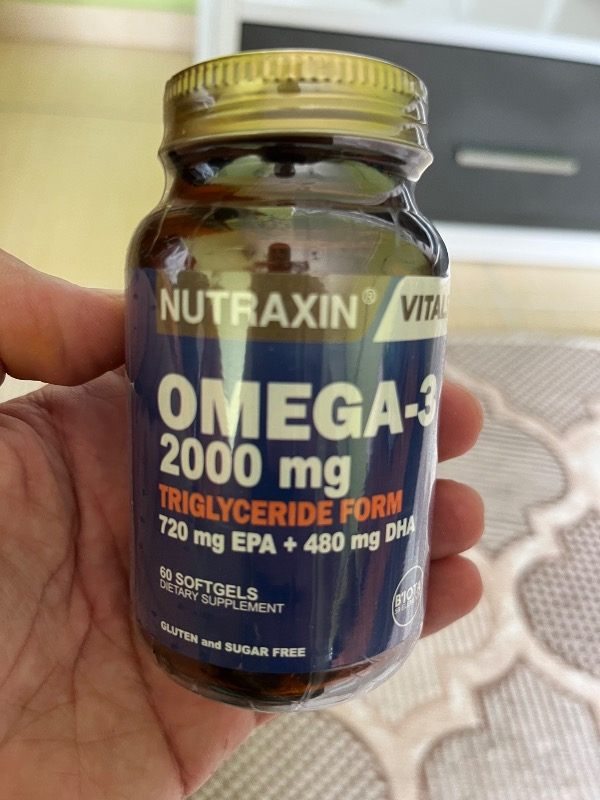 NUTRAXIN® VITALS
OMEGA-3
2000 mg
TRIGLYCERIDE FORM
720 mg EPA + 480 mg DHA
60 SOFTGELS
DIETARY SUPPLEMENT
GLUTEN and SUGAR FREE